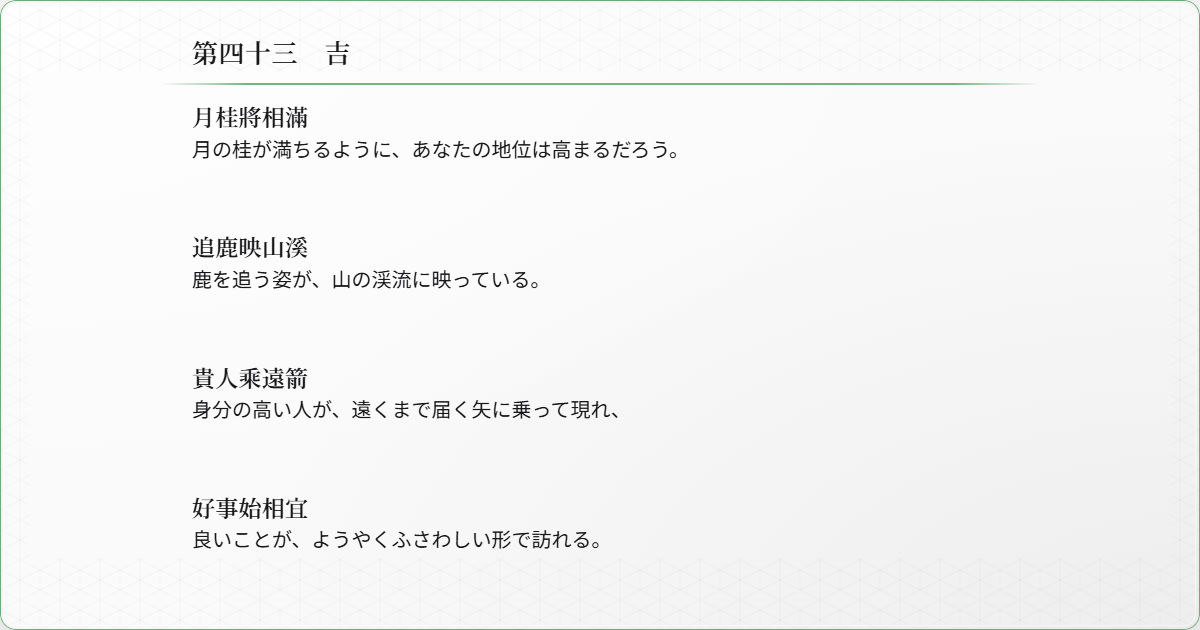 第四十三　吉
月桂將相滿
月の桂が満ちるように、あなたの地位は高まるだろう。
追鹿映山溪
鹿を追う姿が、山の渓流に映っている。
貴人乘遠箭
身分の高い人が、遠くまで届く矢に乗って現れ、
好事始相宜
良いことが、ようやくふさわしい形で訪れる。